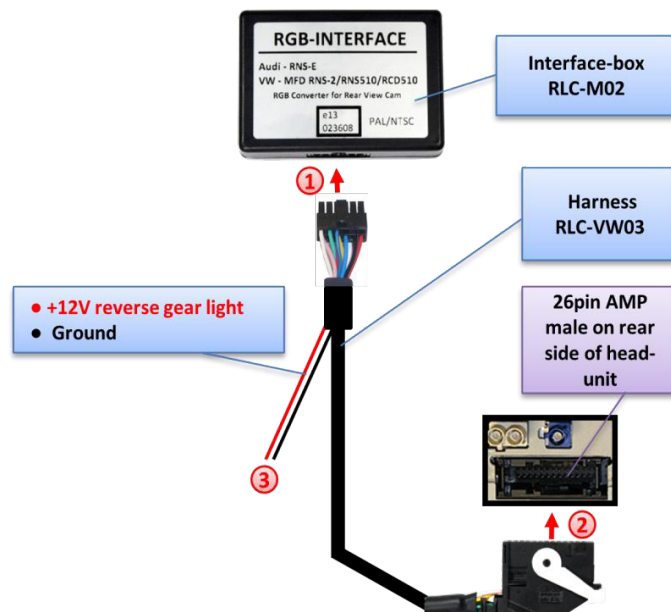 RGB-INTERFACE
Audi - RNS-E
VW - MFD RNS-2/RNS510/RCD510
RGB Converter for Rear View Cam
e13
023608
PAL/NTSC
Interface-box
RLC-M02
1
Harness
RLC-VW03
● +12V reverse gear light
● Ground
26pin AMP
male on rear
side of head-
unit
3
2